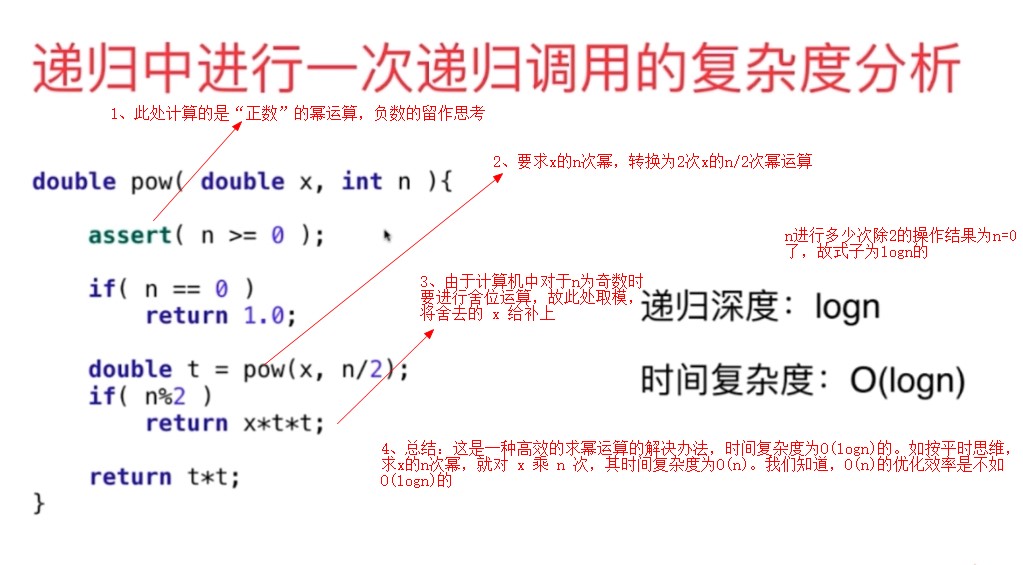 递归中进行一次递归调用的复杂度分析
1、此处计算的是“正数”的幂运算，负数的留作思考
2、要求x的n次幂，转换为2次x的n/2次幂运算
double pow( double x, int n ){
assert( n >= 0 );
n进行多少次除2的操作结果为n=0
了，故式子为logn的
if( n == 0 )
return 1.0;
3、由于计算机中对于n为奇数时
要进行舍位运算，故此处取模，
将舍去的 x 给补上
递归深度：logn
double t = pow(x, n/2);
if( n%2 )
return x*t*t;
时间复杂度：O(logn)
return t*t;
}
4、总结：这是一种高效的求幂运算的解决办法，时间复杂度为O(logn)的。如按平时思维，
求x的n次幂，就对 x 乘 n 次，其时间复杂度为O(n)。我们知道，O(n)的优化效率是不如
O(logn)的